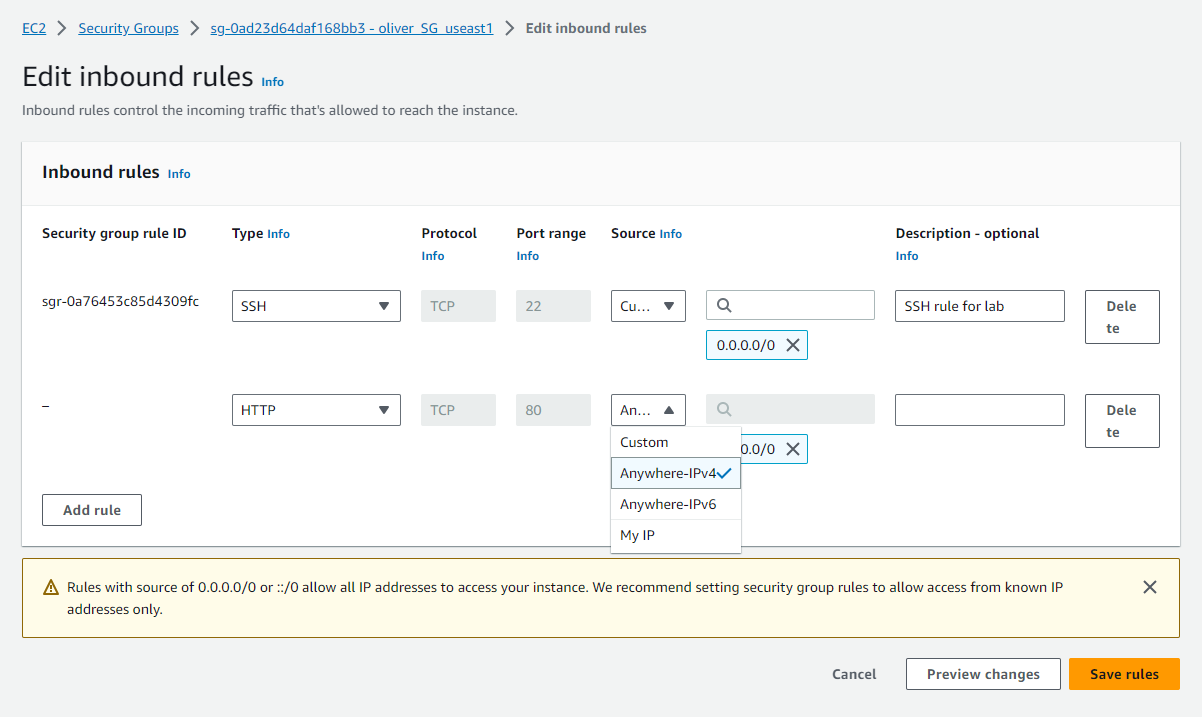 EC2 > Security Groups > sg-0ad23d64daf168bb3 - oliver_SG_useast1 > Edit inbound rules
Edit inbound rules Info
Inbound rules control the incoming traffic that's allowed to reach the instance.
Inbound rules Info
Security group rule ID
Type Info
Protocol Info
Port range Info
Source Info
Description - optional Info
sgr-0a76453c85d4309fc
SSH
TCP
22
Cu...
0.0.0.0/0
SSH rule for lab
Dele
te
–
HTTP
TCP
80
An...
0.0/0
Dele
te
Custom
Anywhere-IPv4
Anywhere-IPv6
My IP
Add rule
Rules with source of 0.0.0.0/0 or ::/0 allow all IP addresses to access your instance. We recommend setting security group rules to allow access from known IP
addresses only.
Cancel
Preview changes
Save rules